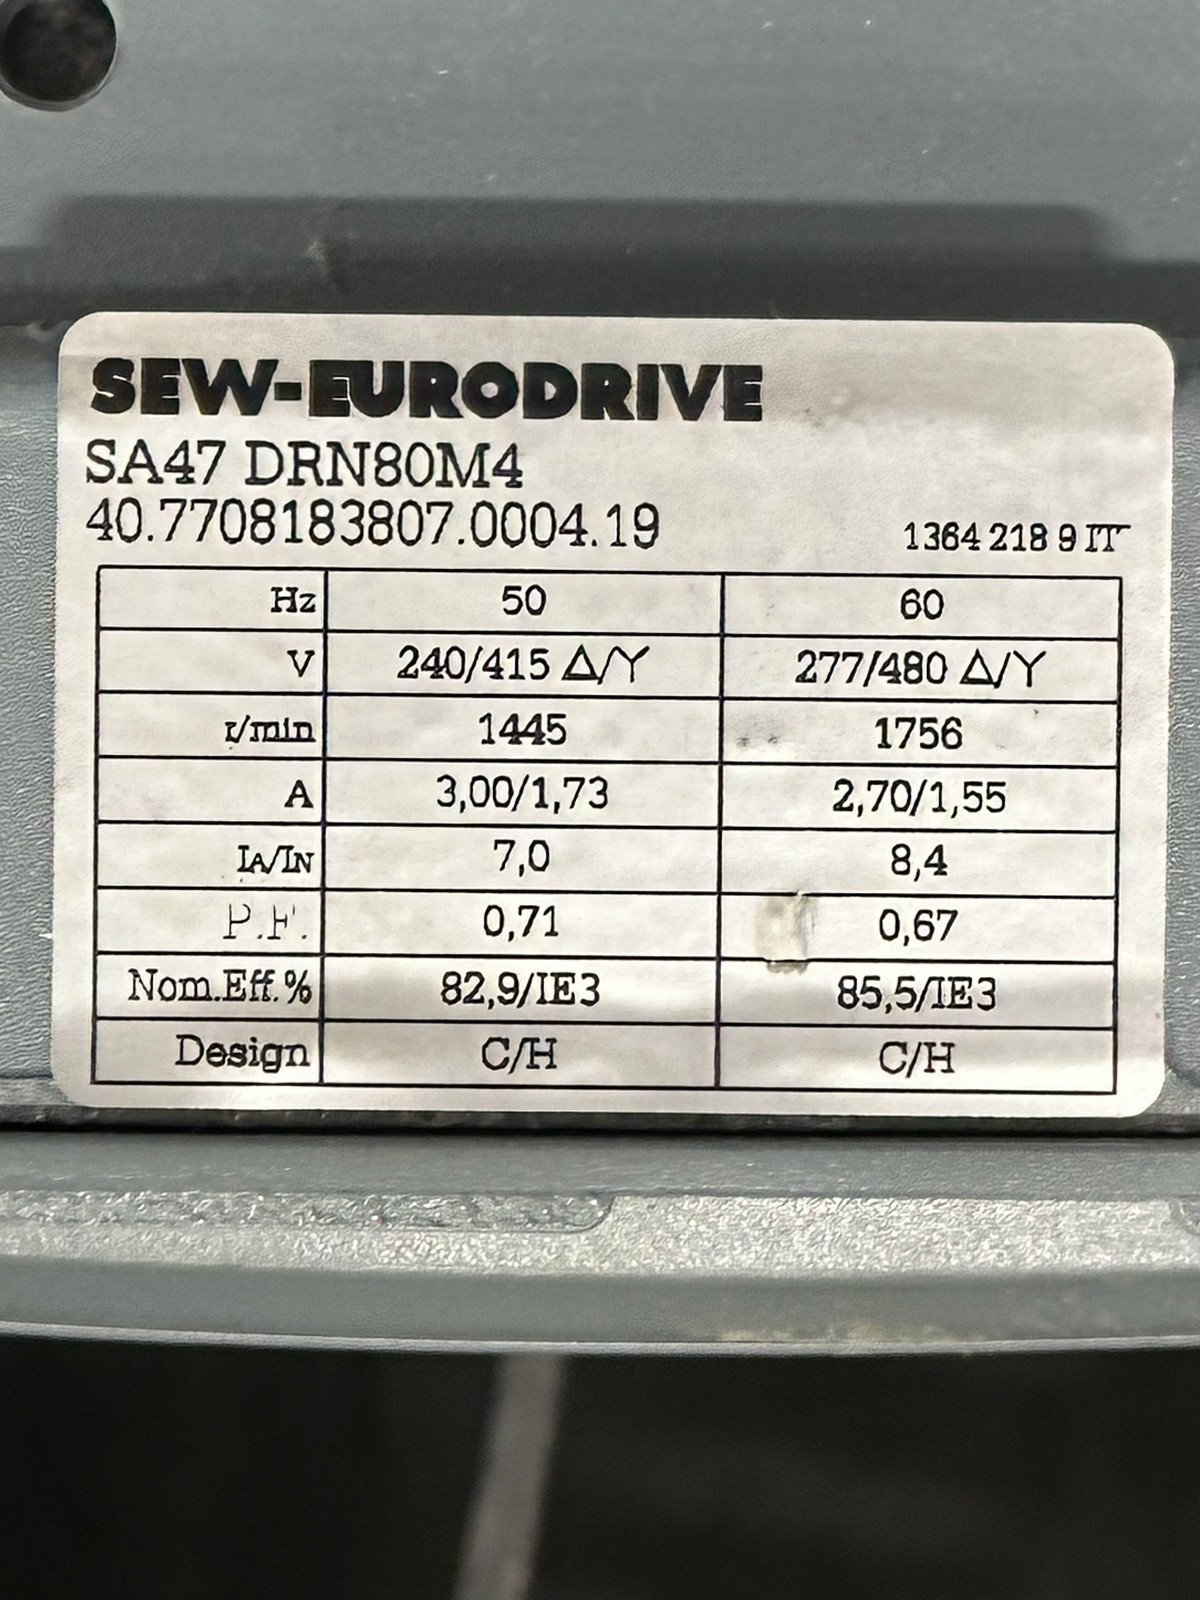 SEW-EURODRIVE
SA47 DRN80M4
40.7708183807.0004.19
1364 218 9 IT
Hz 50 60
V 240/415 Δ/Y 277/480 Δ/Y
r/min 1445 1756
A 3,00/1,73 2,70/1,55
IA/IN 7,0 8,4
P.F. 0,71 0,67
Nom.Eff.% 82,9/IE3 85,5/IE3
Design C/H C/H